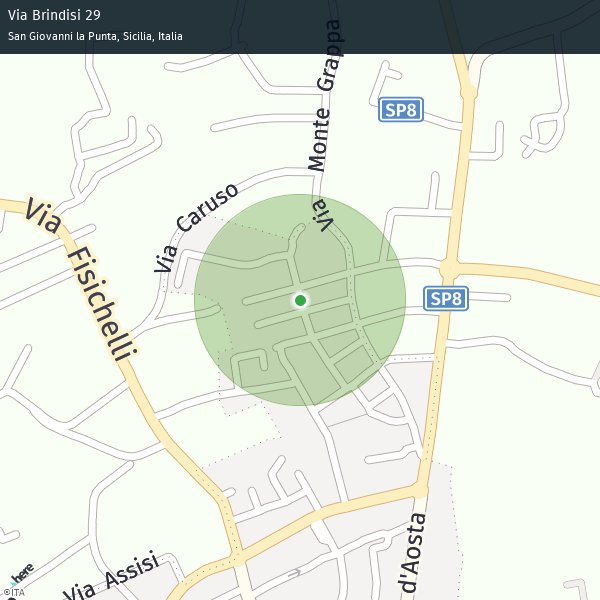 Via Brindisi 29
San Giovanni la Punta, Sicilia, Italia
Via Monte Grappa
SP8
Via Caruso
Via Fisichelli
SP8
d'Aosta
Via Assisi
here
©ITA